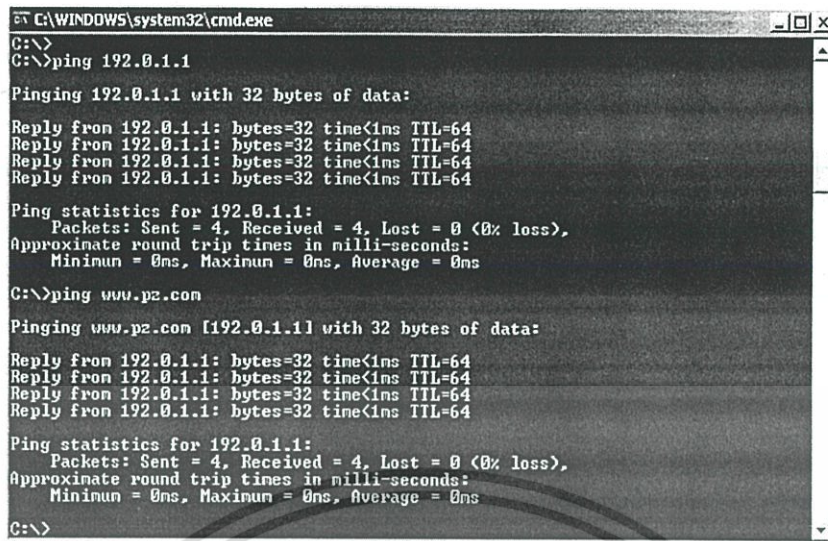 C:\WINDOWS\system32\cmd.exe
C:\>
C:\>ping 192.0.1.1
Pinging 192.0.1.1 with 32 bytes of data:
Reply from 192.0.1.1: bytes=32 time<1ms TTL=64
Reply from 192.0.1.1: bytes=32 time<1ms TTL=64
Reply from 192.0.1.1: bytes=32 time<1ms TTL=64
Reply from 192.0.1.1: bytes=32 time<1ms TTL=64
Ping statistics for 192.0.1.1:
Packets: Sent = 4, Received = 4, Lost = 0 (0% loss),
Approximate round trip times in milli-seconds:
Minimum = 0ms, Maximum = 0ms, Average = 0ms
C:\>ping www.pz.com
Pinging www.pz.com [192.0.1.1] with 32 bytes of data:
Reply from 192.0.1.1: bytes=32 time<1ms TTL=64
Reply from 192.0.1.1: bytes=32 time<1ms TTL=64
Reply from 192.0.1.1: bytes=32 time<1ms TTL=64
Reply from 192.0.1.1: bytes=32 time<1ms TTL=64
Ping statistics for 192.0.1.1:
Packets: Sent = 4, Received = 4, Lost = 0 (0% loss),
Approximate round trip times in milli-seconds:
Minimum = 0ms, Maximum = 0ms, Average = 0ms
C:\>